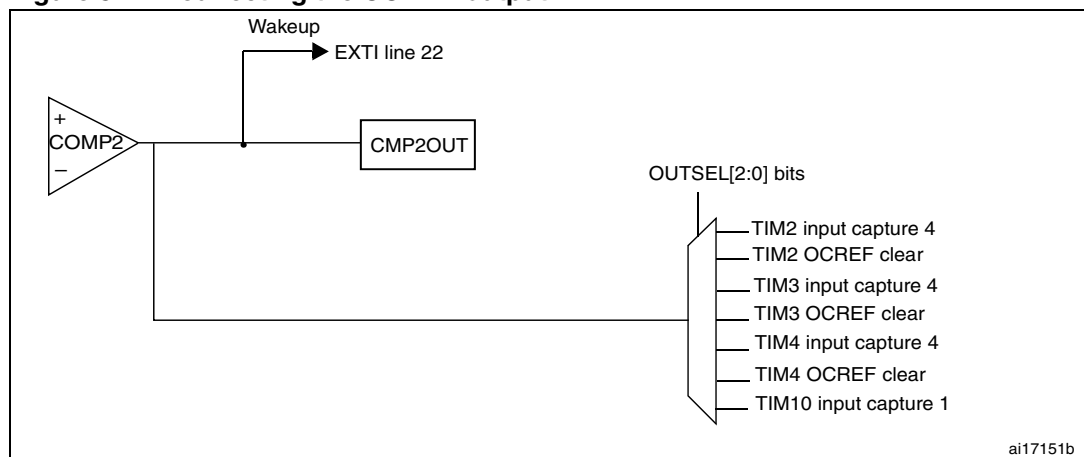 Wakeup
EXTI line 22
+
COMP2
−
CMP2OUT
OUTSEL[2:0] bits
TIM2 input capture 4
TIM2 OCREF clear
TIM3 input capture 4
TIM3 OCREF clear
TIM4 input capture 4
TIM4 OCREF clear
TIM10 input capture 1
ai17151b